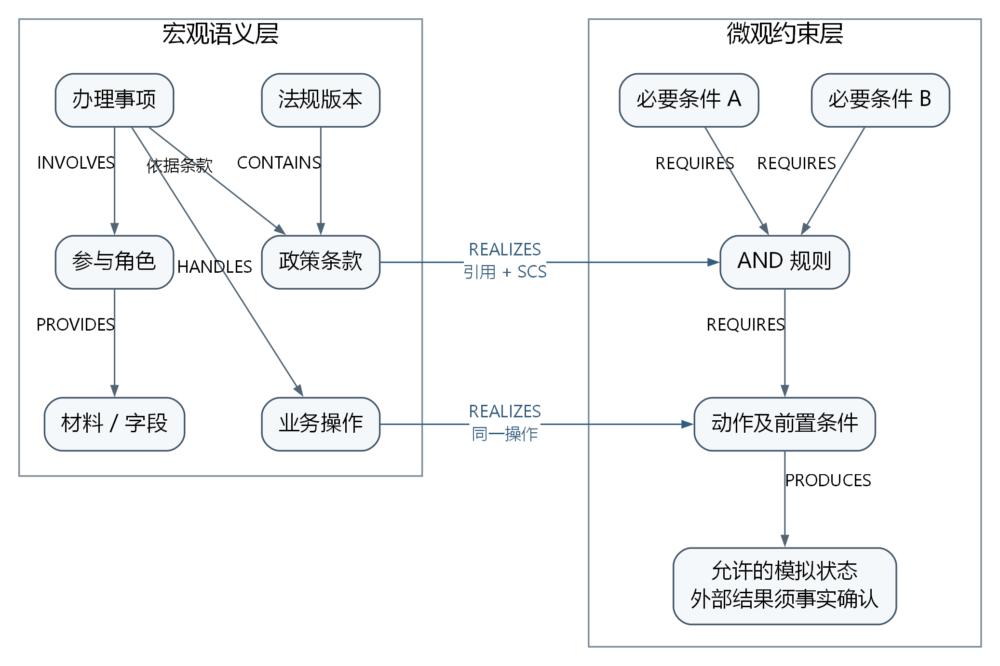 宏观语义层
办理事项
法规版本
INVOLVES
依据条款
CONTAINS
参与角色
HANDLES
政策条款
PROVIDES
材料 / 字段
业务操作
REALIZES
引用 + SCS
REALIZES
同一操作
微观约束层
必要条件 A
必要条件 B
REQUIRES
REQUIRES
AND 规则
REQUIRES
动作及前置条件
PRODUCES
允许的模拟状态
外部结果须事实确认